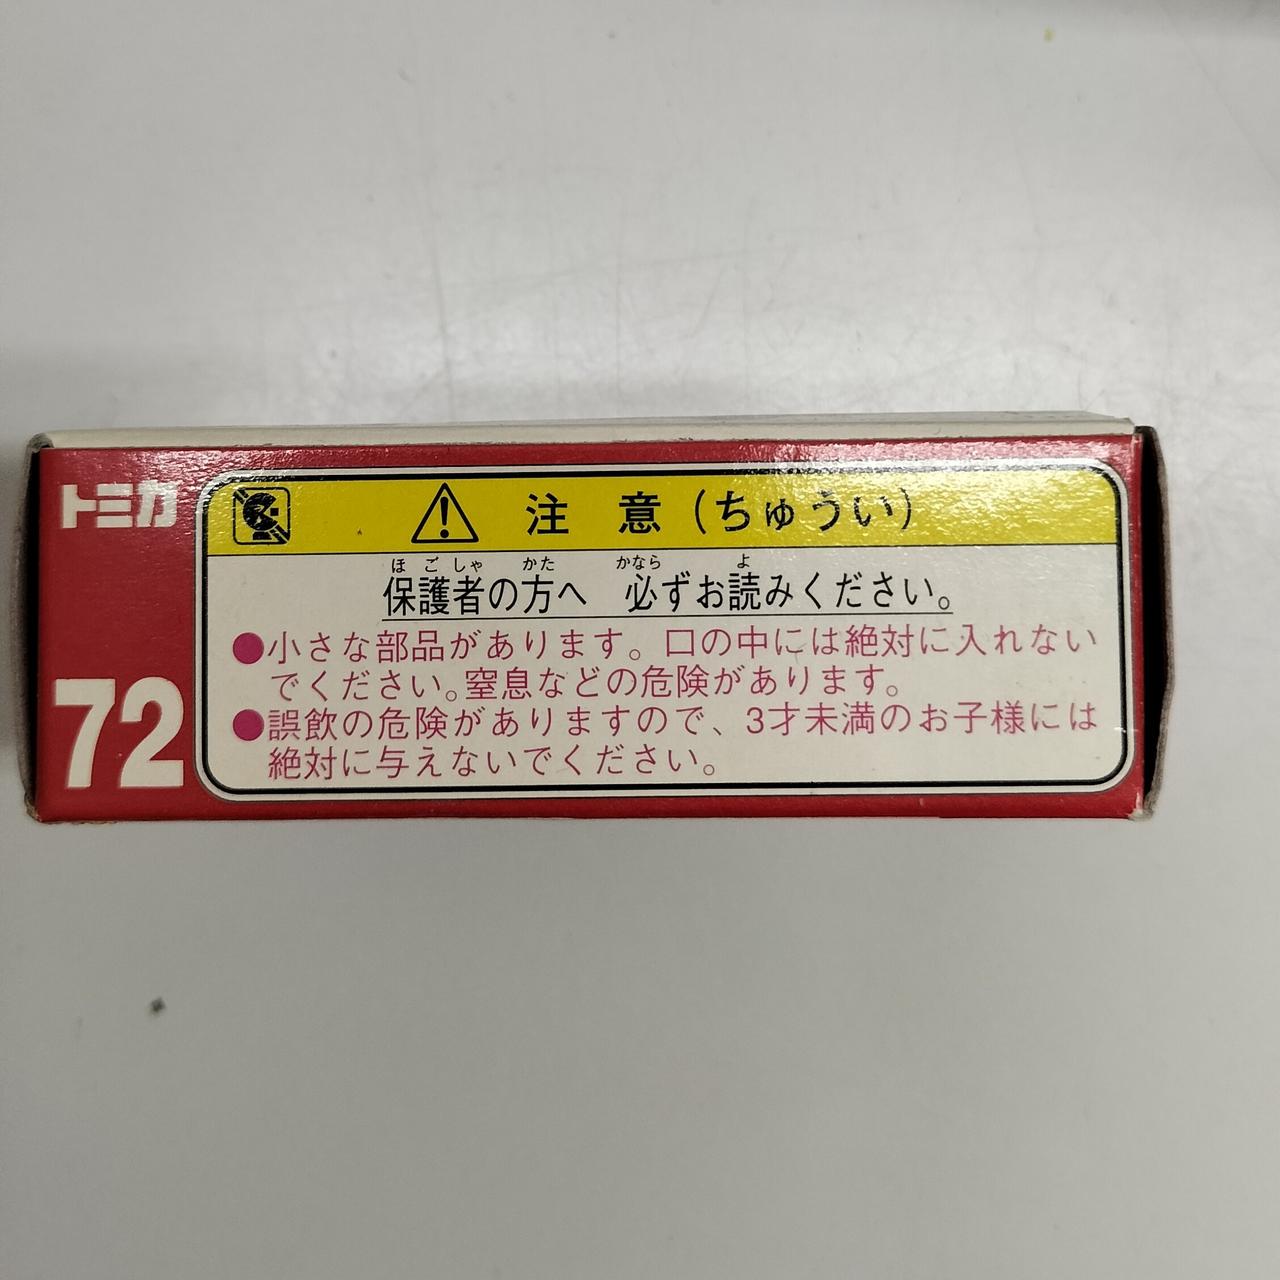 トミカ
72
注 意(ちゅうい)
ほ ご しゃ かた かなら よ
保護者の方へ 必ずお読みください。
●小さな部品があります。口の中には絶対に入れない
でください。窒息などの危険があります。
●誤飲の危険がありますので、3才未満のお子様には
絶対に与えないでください。